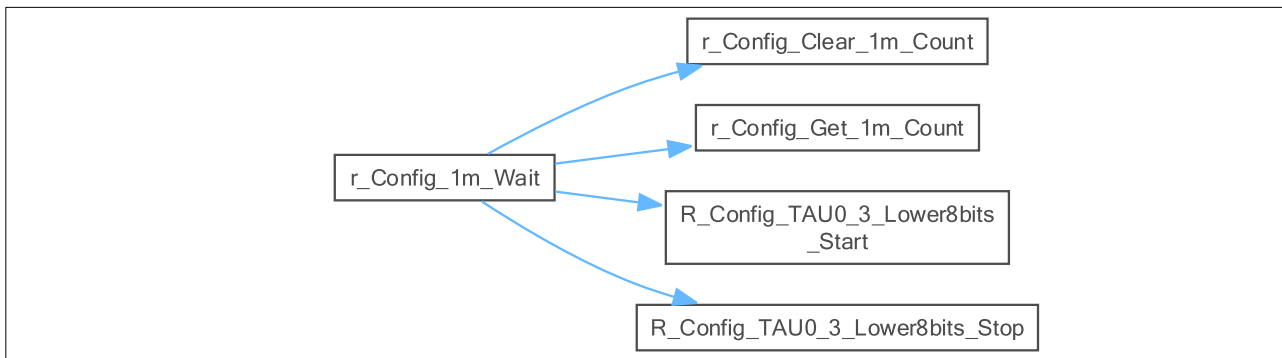 r_Config_Clear_1m_Count
r_Config_Get_1m_Count
r_Config_1m_Wait
R_Config_TAU0_3_Lower8bits
_Start
R_Config_TAU0_3_Lower8bits_Stop